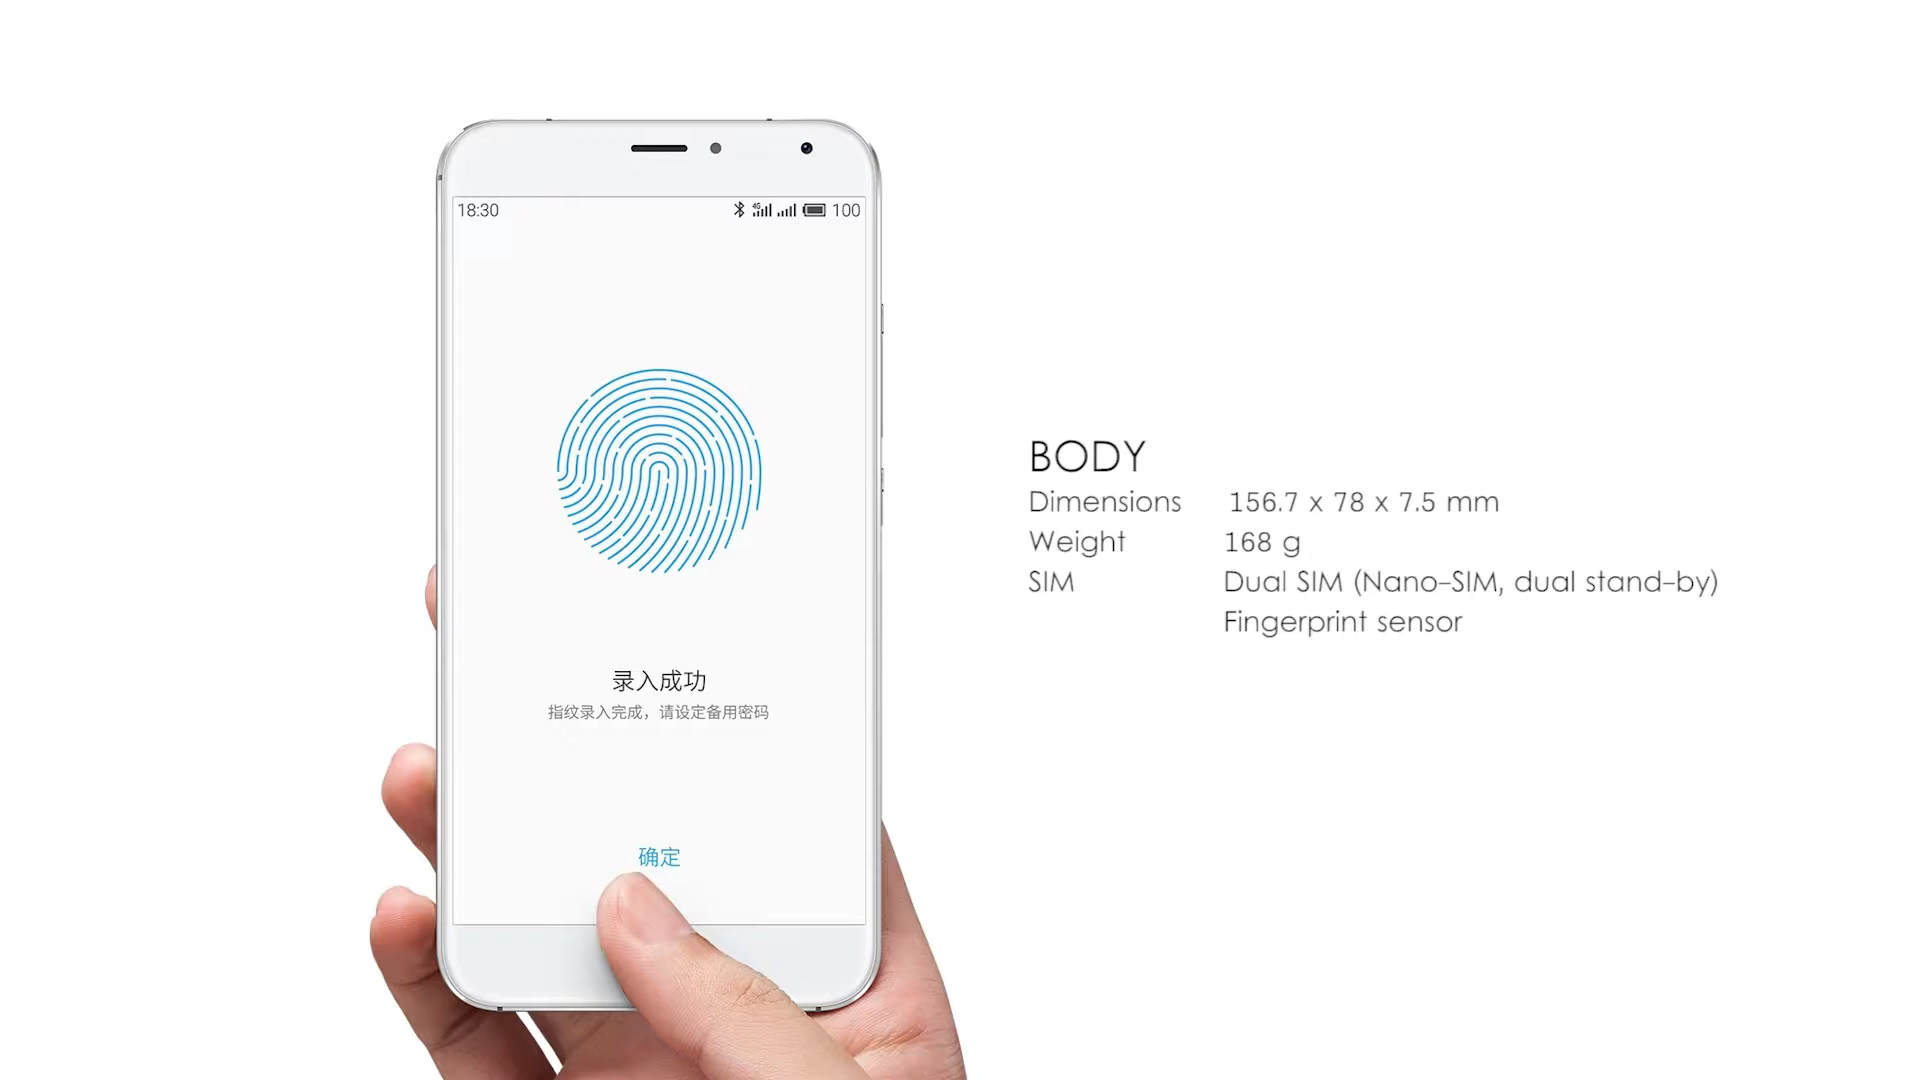 18:30
4G 100
录入成功
指纹录入完成，请设定备用密码
确定
BODY
Dimensions 156.7 x 78 x 7.5 mm
Weight 168 g
SIM Dual SIM (Nano-SIM, dual stand-by)
Fingerprint sensor